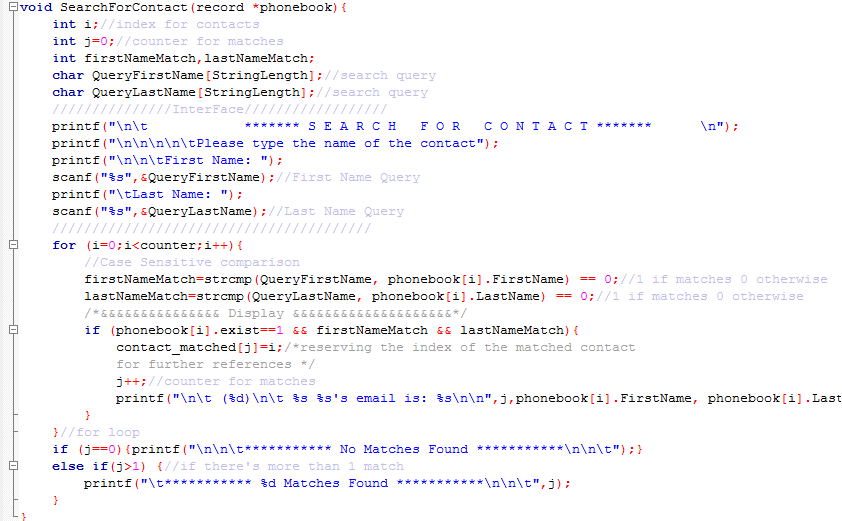 void SearchForContact(record *phonebook){
int i;//index for contacts
int j=0;//counter for matches
int firstNameMatch,lastNameMatch;
char QueryFirstName[StringLength];//search query
char QueryLastName[StringLength];//search query
///////////////InterFace//////////////////
printf("\n\t ******* S E A R C H F O R C O N T A C T ******* \n");
printf("\n\n\n\n\tPlease type the name of the contact");
printf("\n\n\tFirst Name: ");
scanf("%s",&QueryFirstName);//First Name Query
printf("\tLast Name: ");
scanf("%s",&QueryLastName);//Last Name Query
////////////////////////////////////////
for (i=0;i<counter;i++){
//Case Sensitive comparison
firstNameMatch=strcmp(QueryFirstName, phonebook[i].FirstName) == 0;//1 if matches 0 otherwise
lastNameMatch=strcmp(QueryLastName, phonebook[i].LastName) == 0;//1 if matches 0 otherwise
/*&&&&&&&&&&&&&&& Display &&&&&&&&&&&&&&&&&&&&*/
if (phonebook[i].exist==1 && firstNameMatch && lastNameMatch){
contact_matched[j]=i;/*reserving the index of the matched contact
for further references */
j++;//counter for matches
printf("\n\t (%d)\n\t %s %s's email is: %s\n\n",j,phonebook[i].FirstName, phonebook[i].Last
}
}//for loop
if (j==0){printf("\n\n\t*********** No Matches Found ***********\n\n\t");}
else if(j>1) {//if there's more than 1 match
printf("\t*********** %d Matches Found ***********\n\n\t",j);
}
}